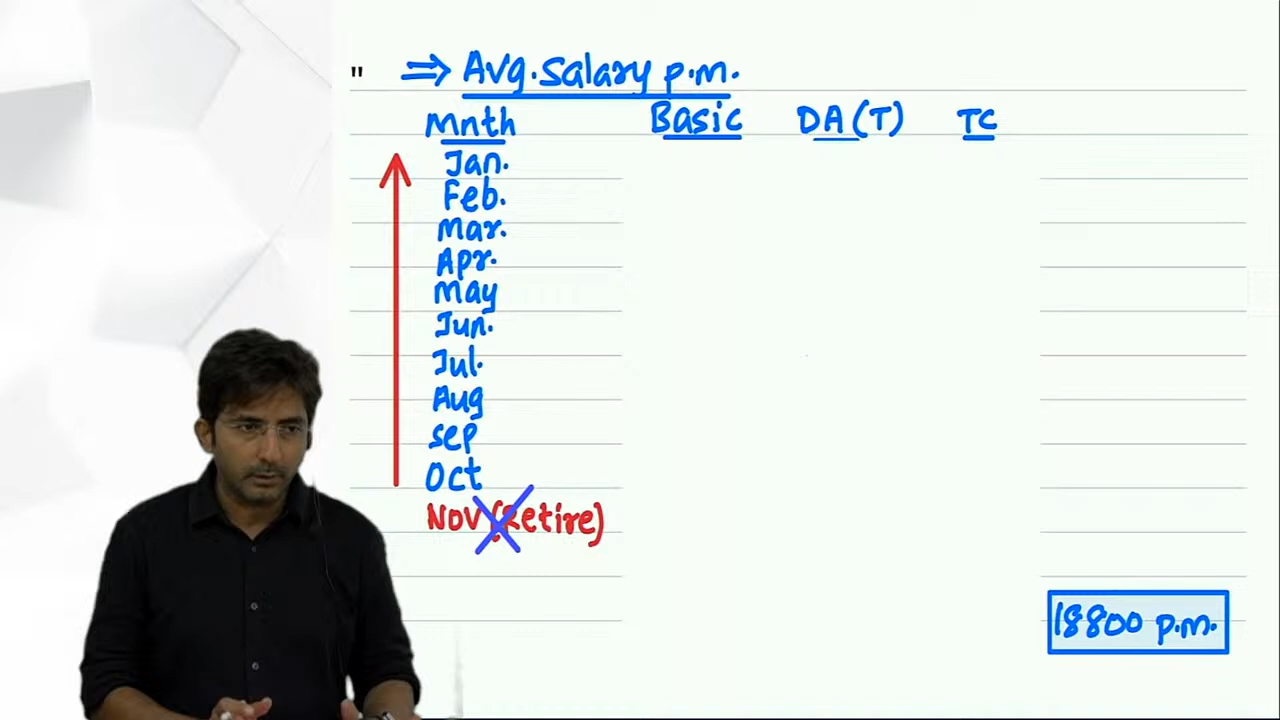 " ⇒ Avg. Salary p.m.
Mnth Basic DA (T) TC
Jan.
Feb.
Mar.
Apr.
May
Jun.
Jul.
Aug
Sep
Oct
Nov (Retire)
18800 p.m.